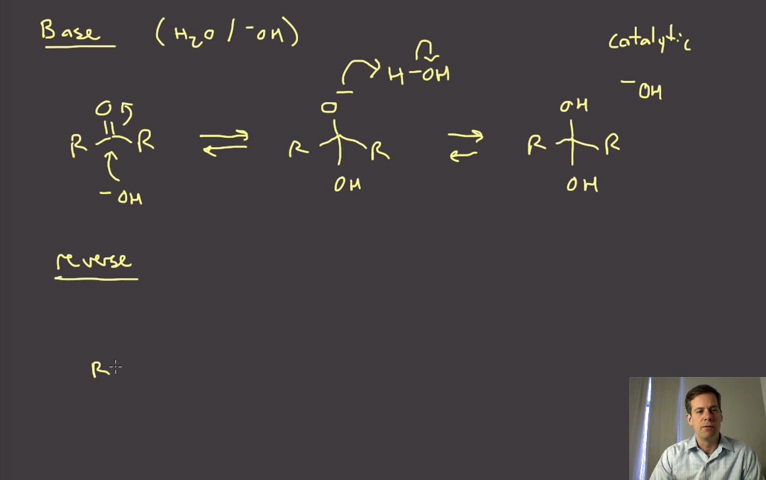 Base (H2O / -OH)
catalytic
-OH
H-OH
O
R R
-OH
-
O
R R
OH
OH
R R
OH
reverse
R